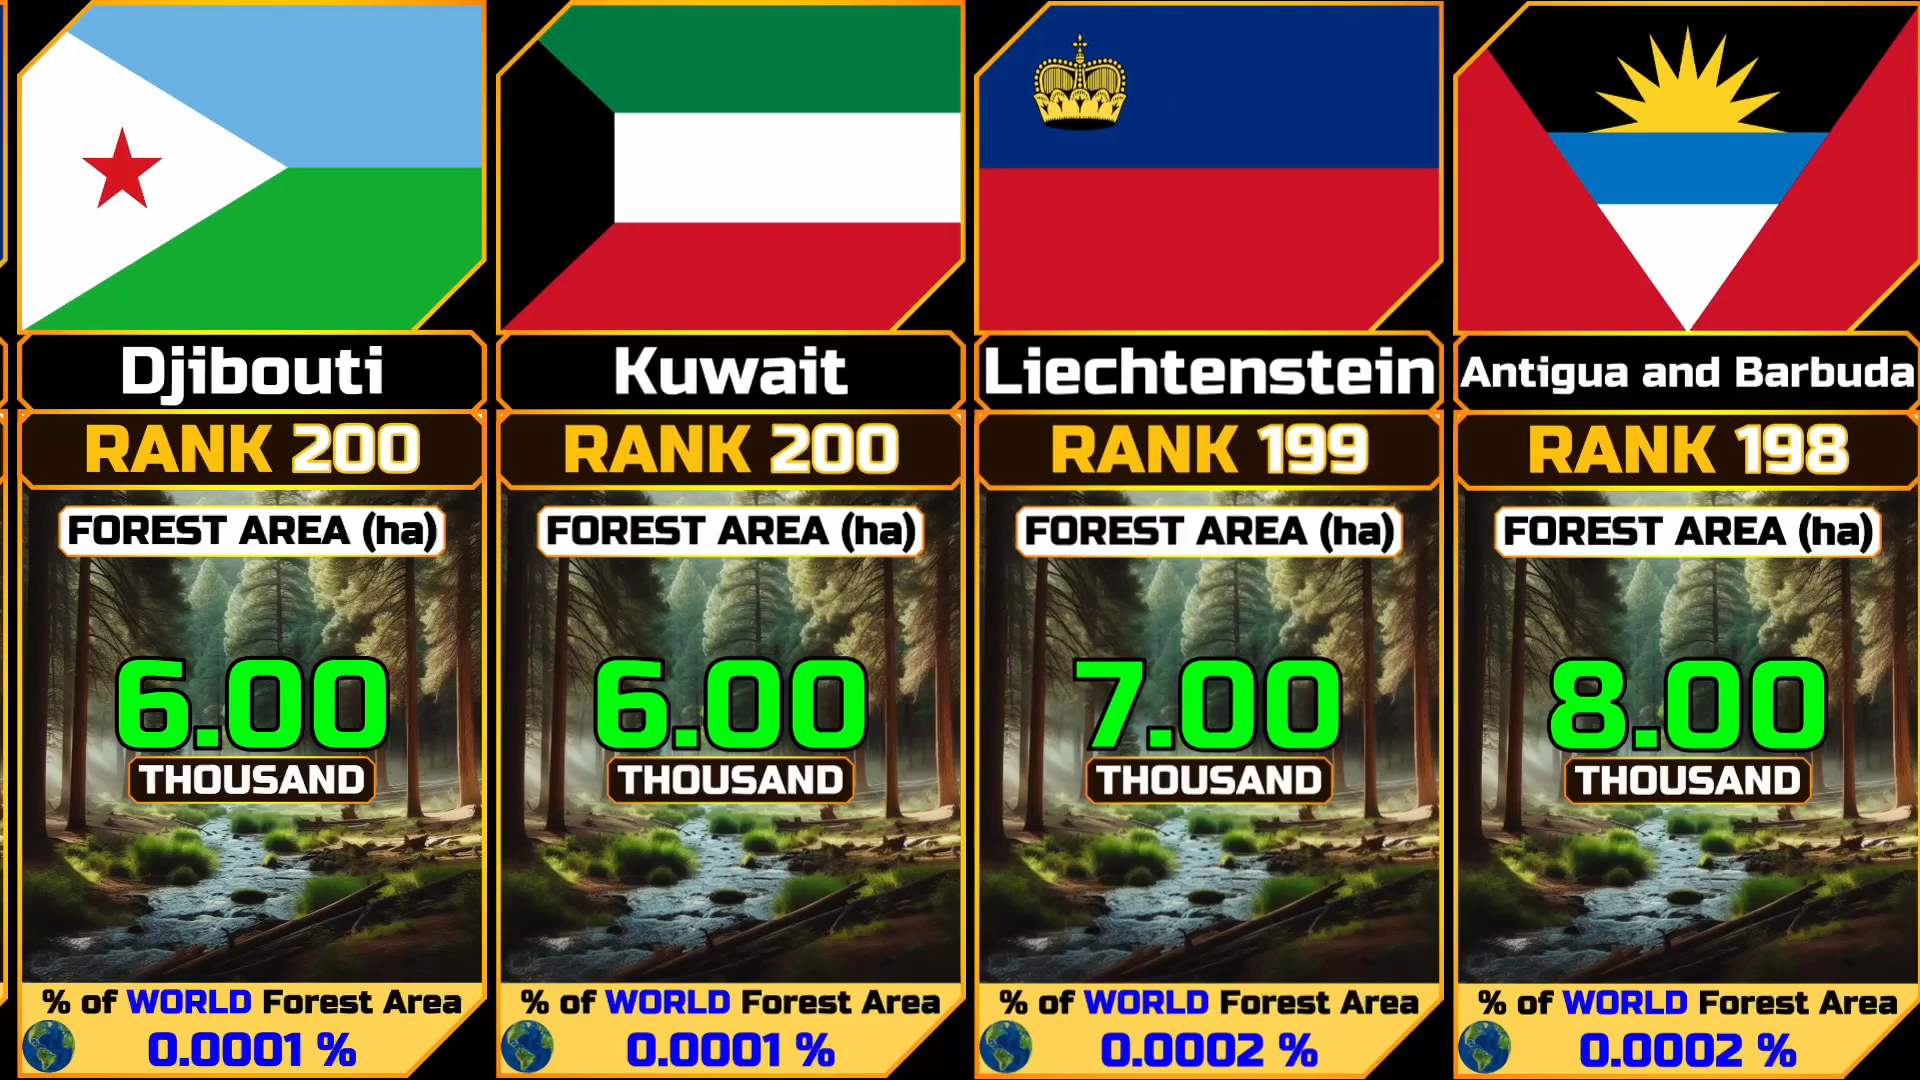 Djibouti
RANK 200
FOREST AREA (ha)
6.00
THOUSAND
% of WORLD Forest Area
0.0001 %
Kuwait
RANK 200
FOREST AREA (ha)
6.00
THOUSAND
% of WORLD Forest Area
0.0001 %
Liechtenstein
RANK 199
FOREST AREA (ha)
7.00
THOUSAND
% of WORLD Forest Area
0.0002 %
Antigua and Barbuda
RANK 198
FOREST AREA (ha)
8.00
THOUSAND
% of WORLD Forest Area
0.0002 %